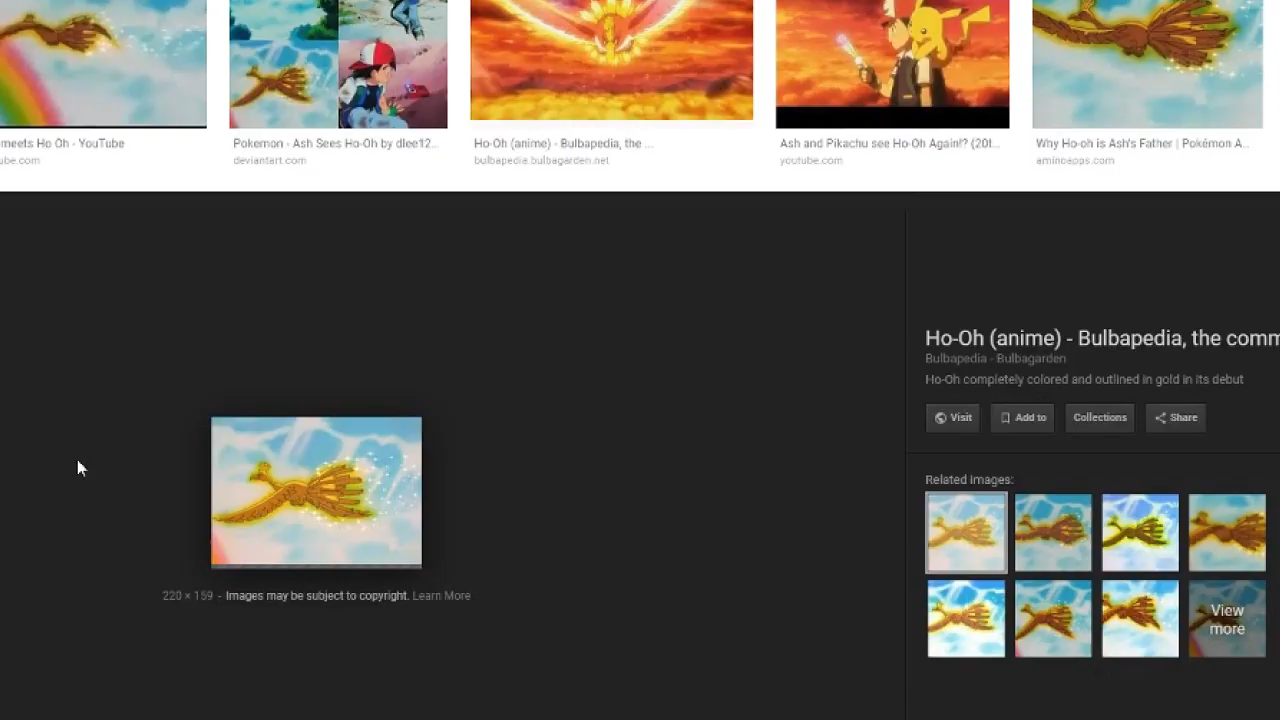 meets Ho Oh - YouTube
ube.com
Pokemon - Ash Sees Ho-Oh by dlee12...
deviantart.com
Ho-Oh (anime) - Bulbapedia, the ...
bulbapedia.bulbagarden.net
Ash and Pikachu see Ho-Oh Again!? (20I...
youtube.com
Why Ho-oh is Ash's Father | Pokémon A...
aminoapps.com
Ho-Oh (anime) - Bulbapedia, the comm
Bulbapedia - Bulbagarden
Ho-Oh completely colored and outlined in gold in its debut
Visit
Add to
Collections
Share
Related images:
View
more
220 × 159 - Images may be subject to copyright. Learn More